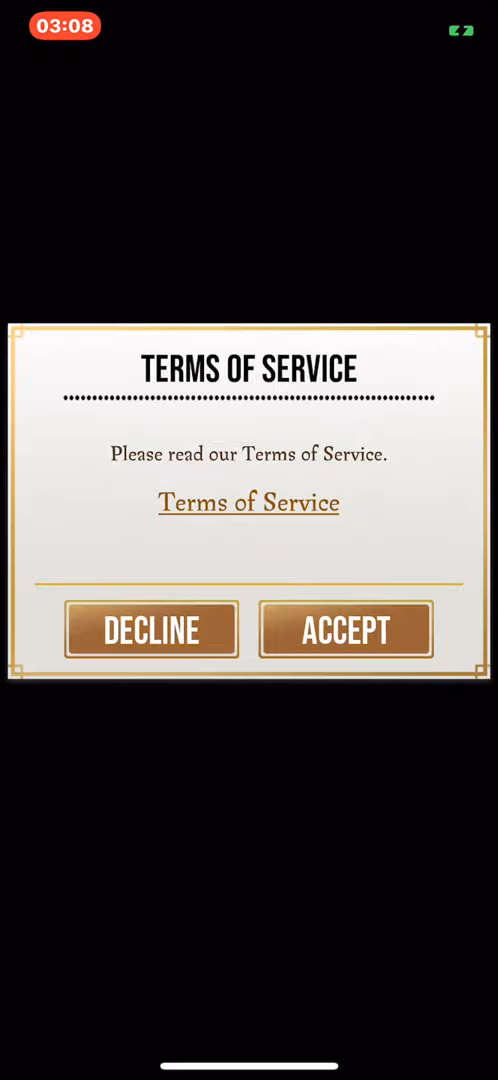 03:08
TERMS OF SERVICE
Please read our Terms of Service.
Terms of Service
DECLINE
ACCEPT